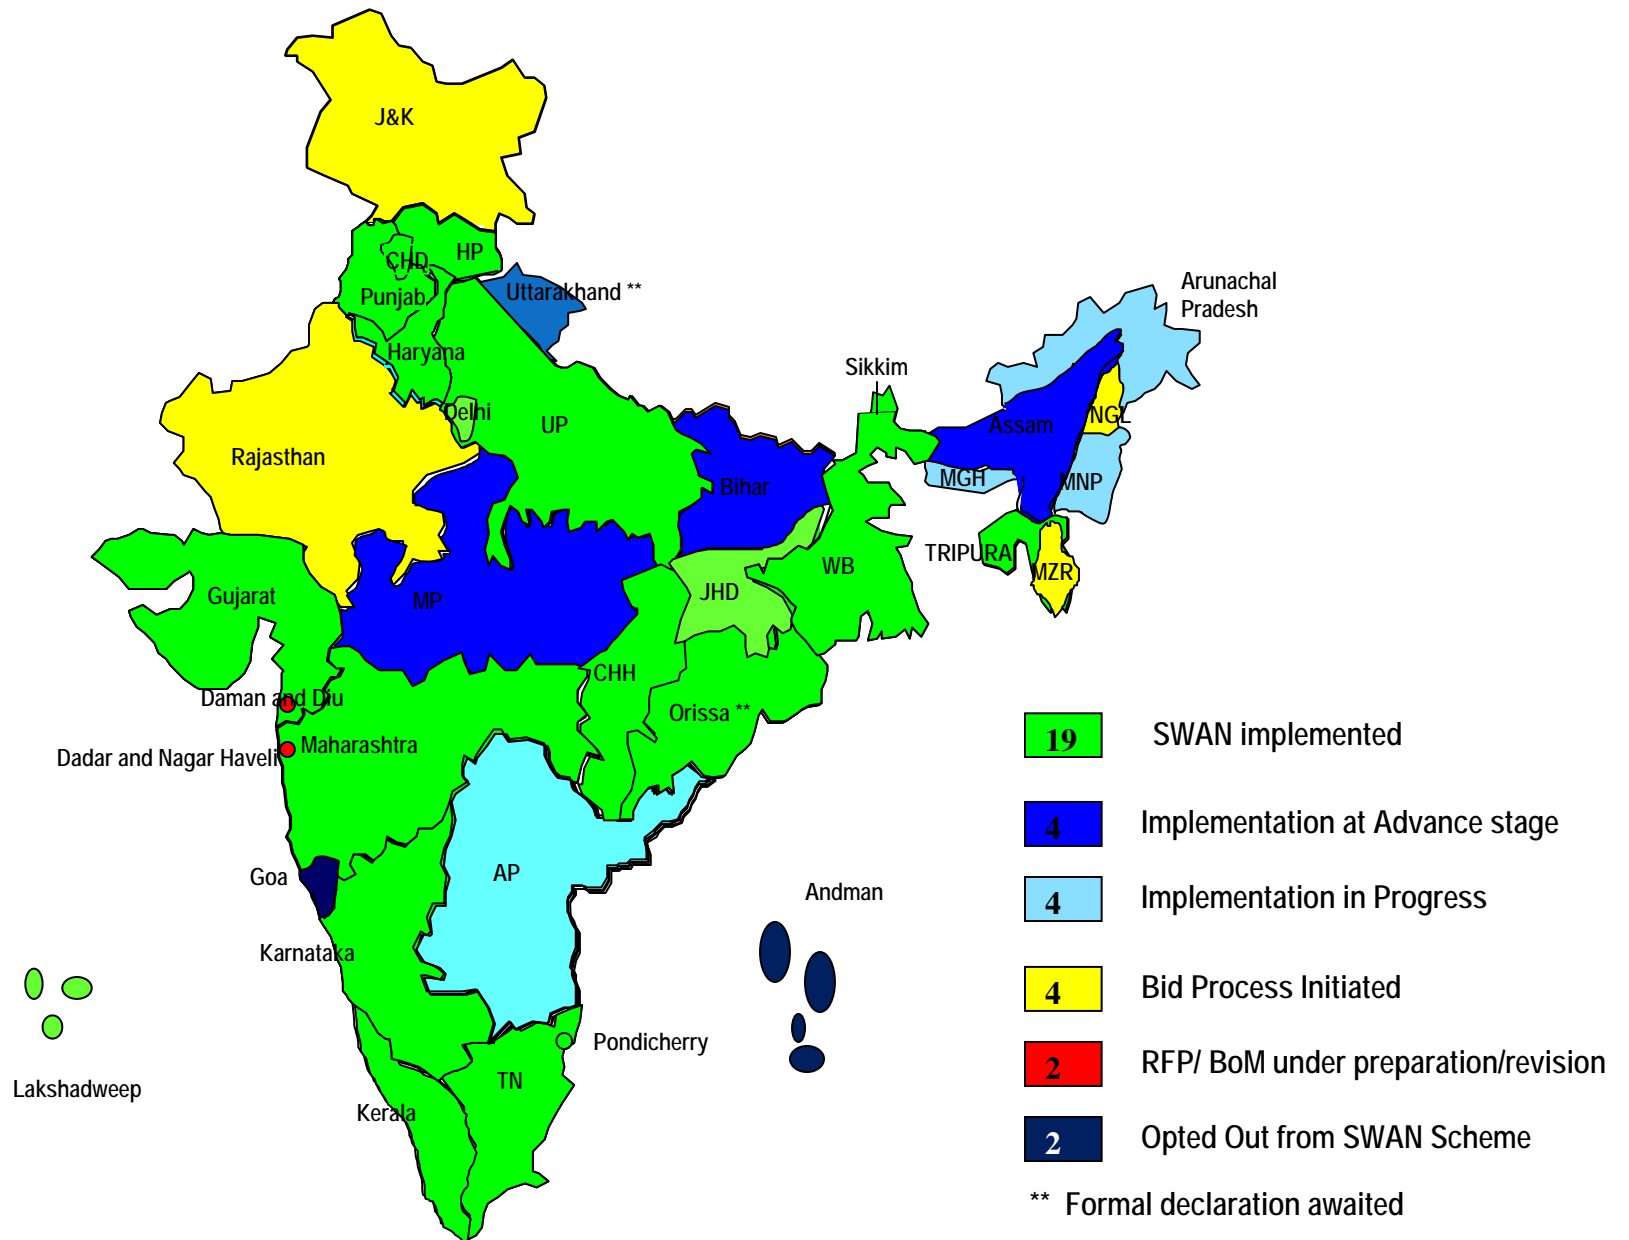 J&K
CHD
HP
Punjab
Uttarakhand **
Haryana
Delhi
Rajasthan
UP
Arunachal
Pradesh
Sikkim
NGL
Assam
Bihar
MGH
MNP
TRIPURA
MZR
WB
JHD
Gujarat
MP
CHH
Orissa **
Daman and Diu
Maharashtra
Dadar and Nagar Haveli
AP
Goa
Andman
Karnataka
Pondicherry
TN
Lakshadweep
Kerala
19 SWAN implemented
4 Implementation at Advance stage
4 Implementation in Progress
4 Bid Process Initiated
2 RFP/ BoM under preparation/revision
2 Opted Out from SWAN Scheme
** Formal declaration awaited